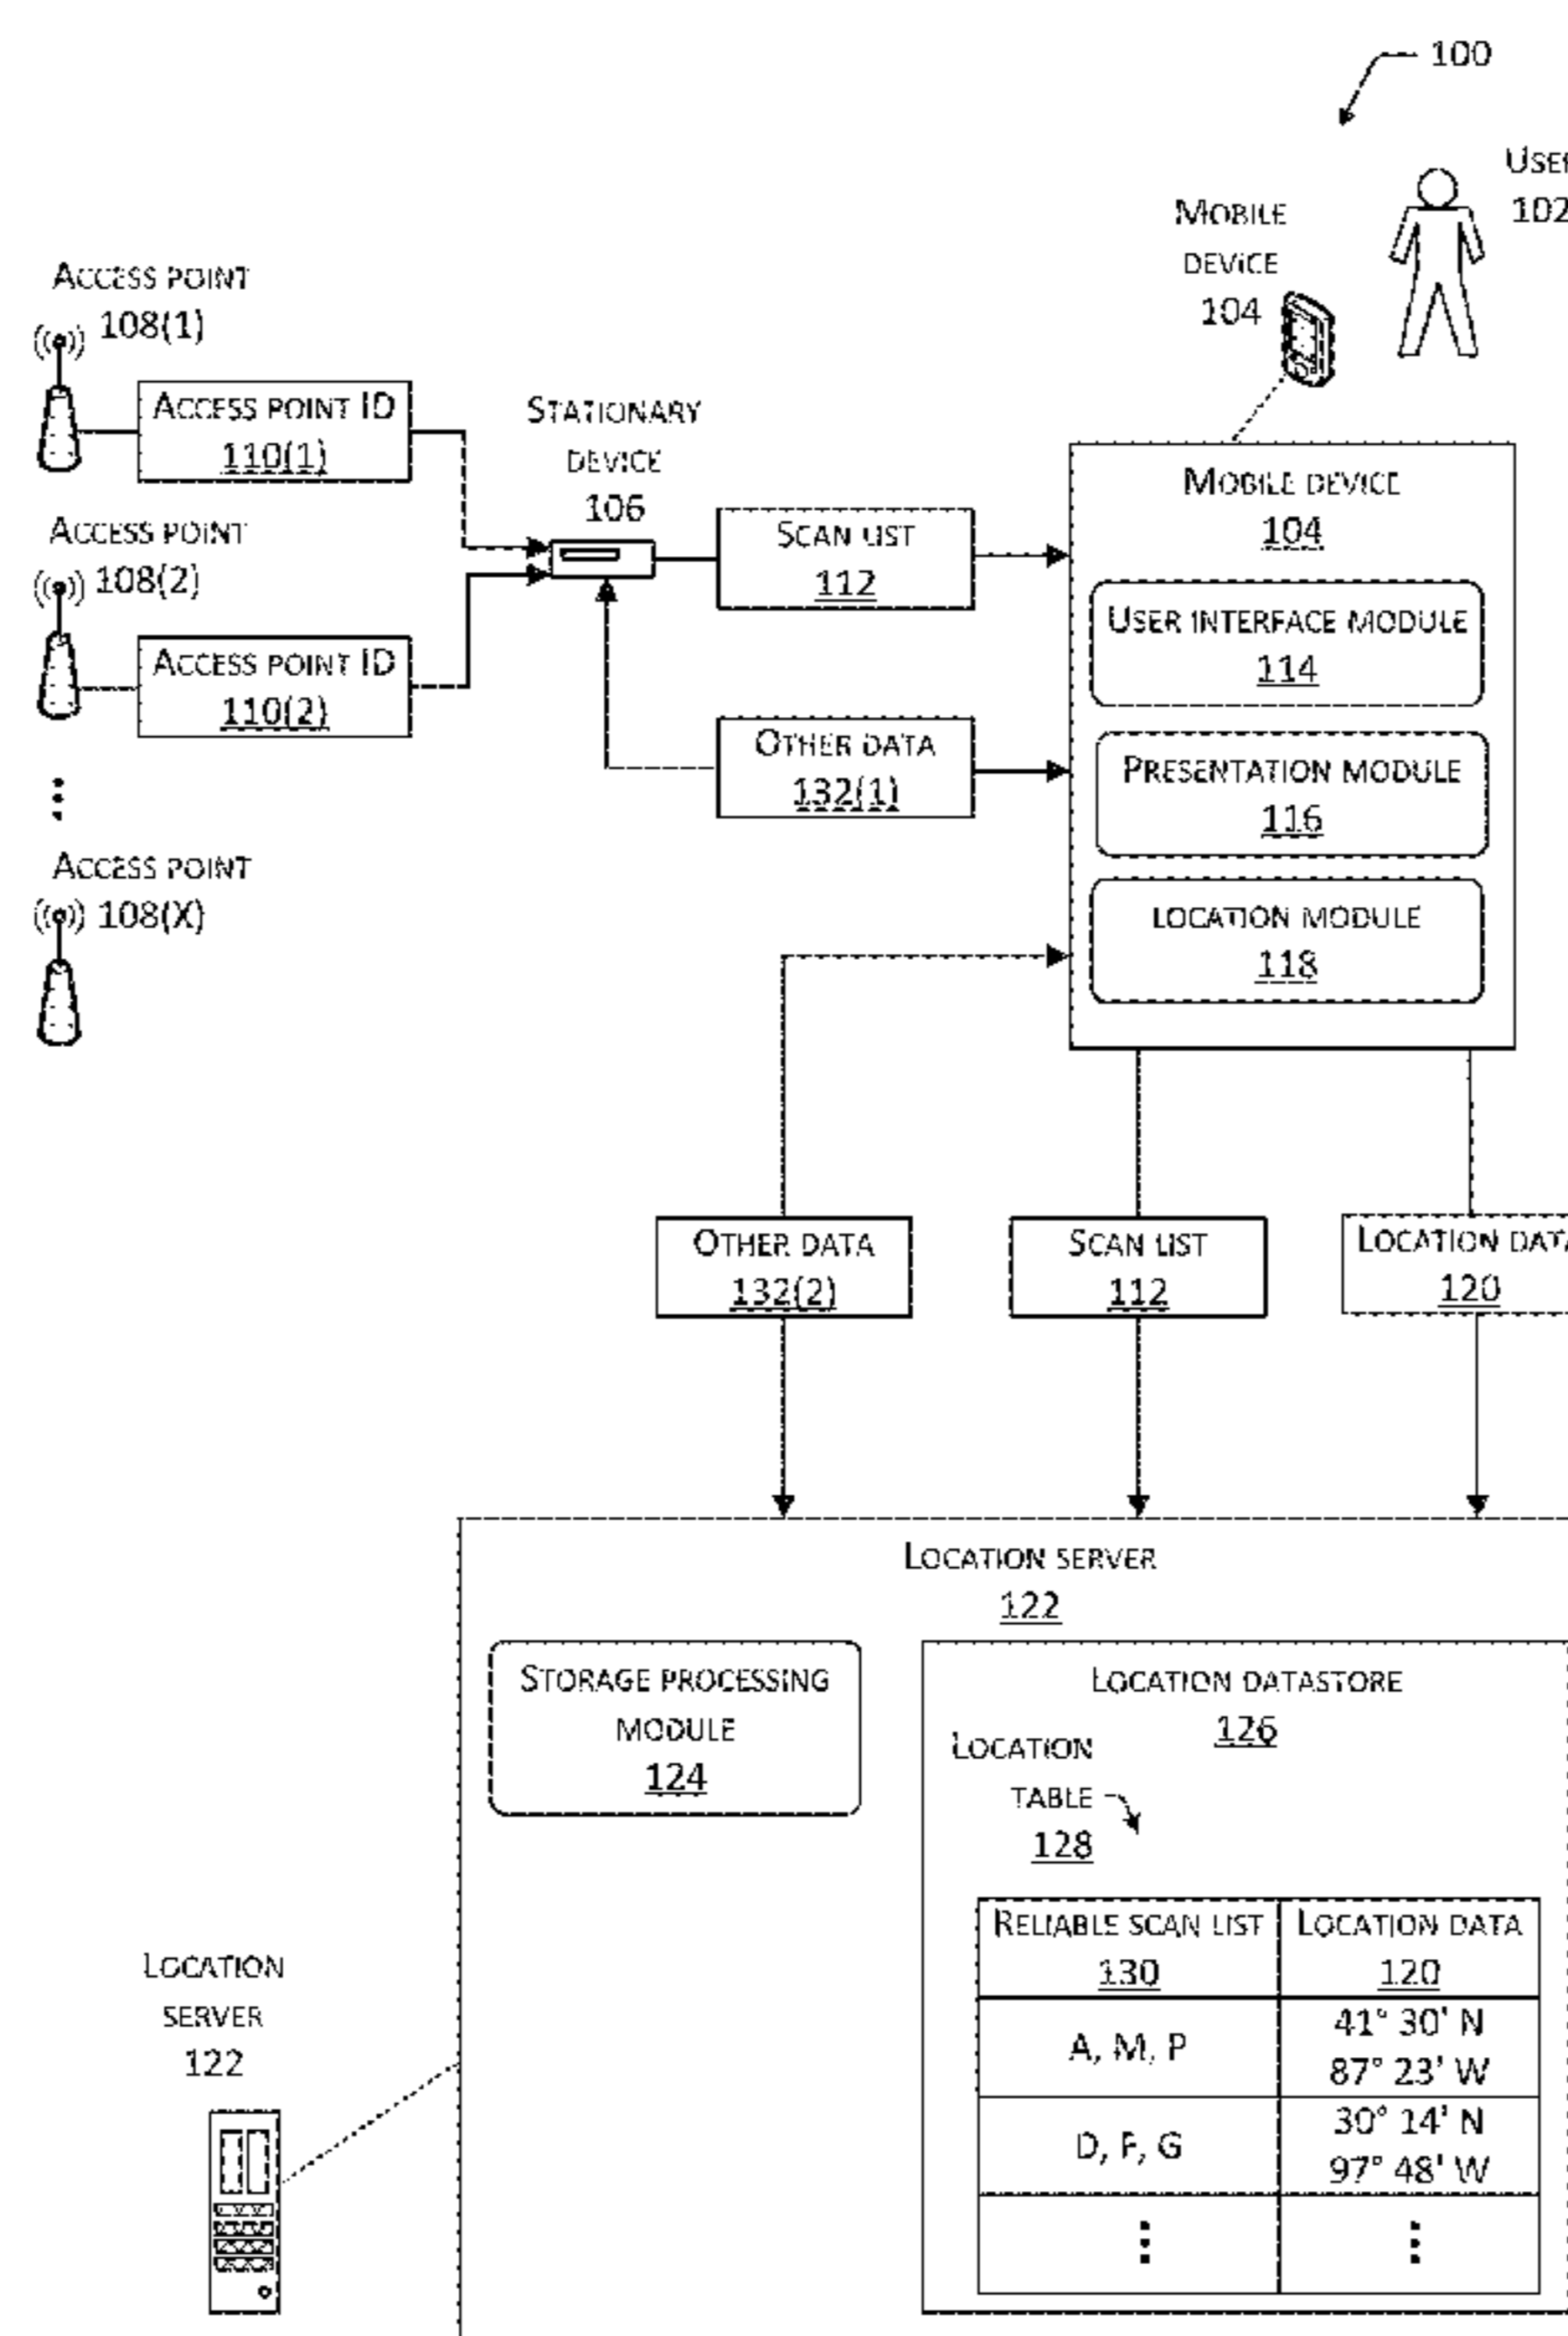 100
USER
102
MOBILE
DEVICE
104
ACCESS POINT
108(1)
ACCESS POINT ID
110(1)
STATIONARY
DEVICE
106
ACCESS POINT
108(2)
ACCESS POINT ID
110(2)
ACCESS POINT
108(X)
SCAN LIST
112
OTHER DATA
132(1)
MOBILE DEVICE
104
USER INTERFACE MODULE
114
PRESENTATION MODULE
116
LOCATION MODULE
118
OTHER DATA
132(2)
SCAN LIST
112
LOCATION DATA
120
LOCATION SERVER
122
STORAGE PROCESSING
MODULE
124
LOCATION DATASTORE
126
LOCATION
TABLE
128
RELIABLE SCAN LIST
130
LOCATION DATA
120
A, M, P
41° 30' N
87° 23' W
D, F, G
30° 14' N
97° 48' W
LOCATION
SERVER
122